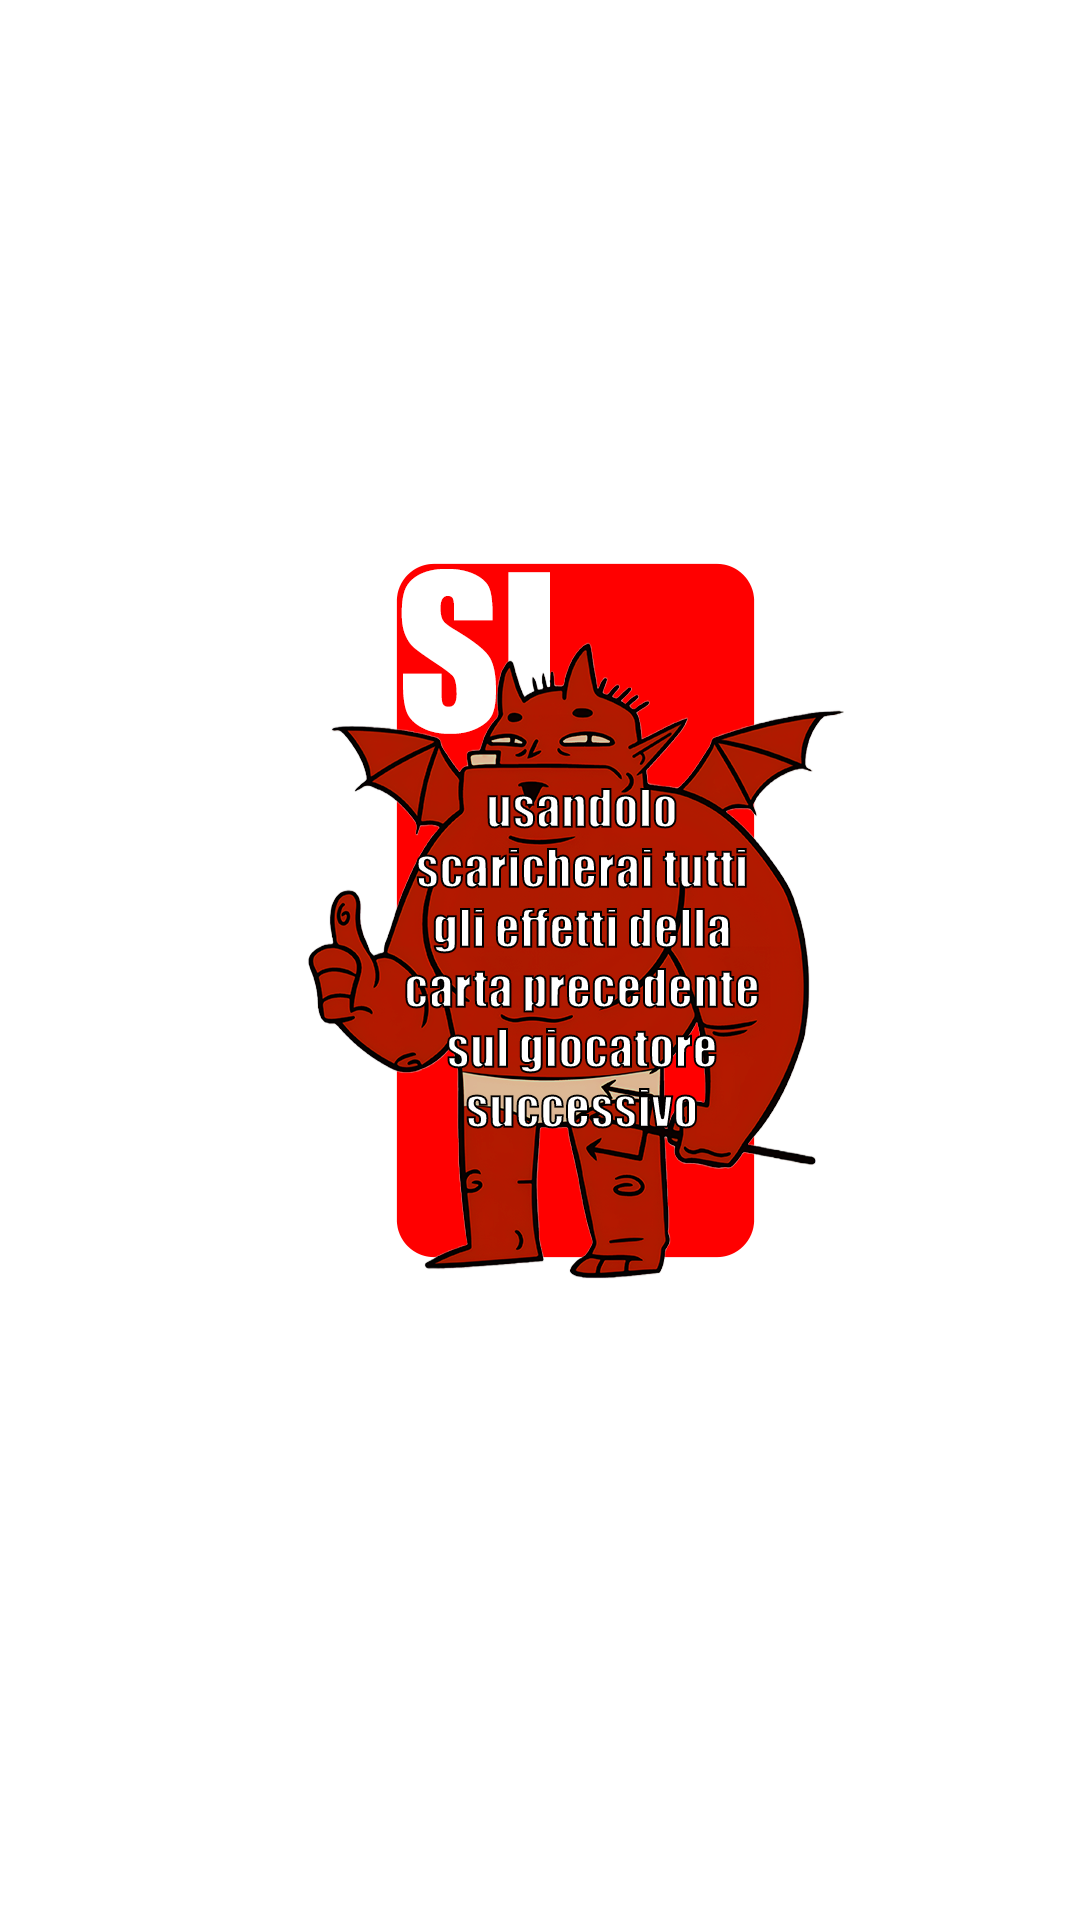 SI
usandolo
scaricherai tutti
gli effetti della
carta precedente
sul giocatore
successivo